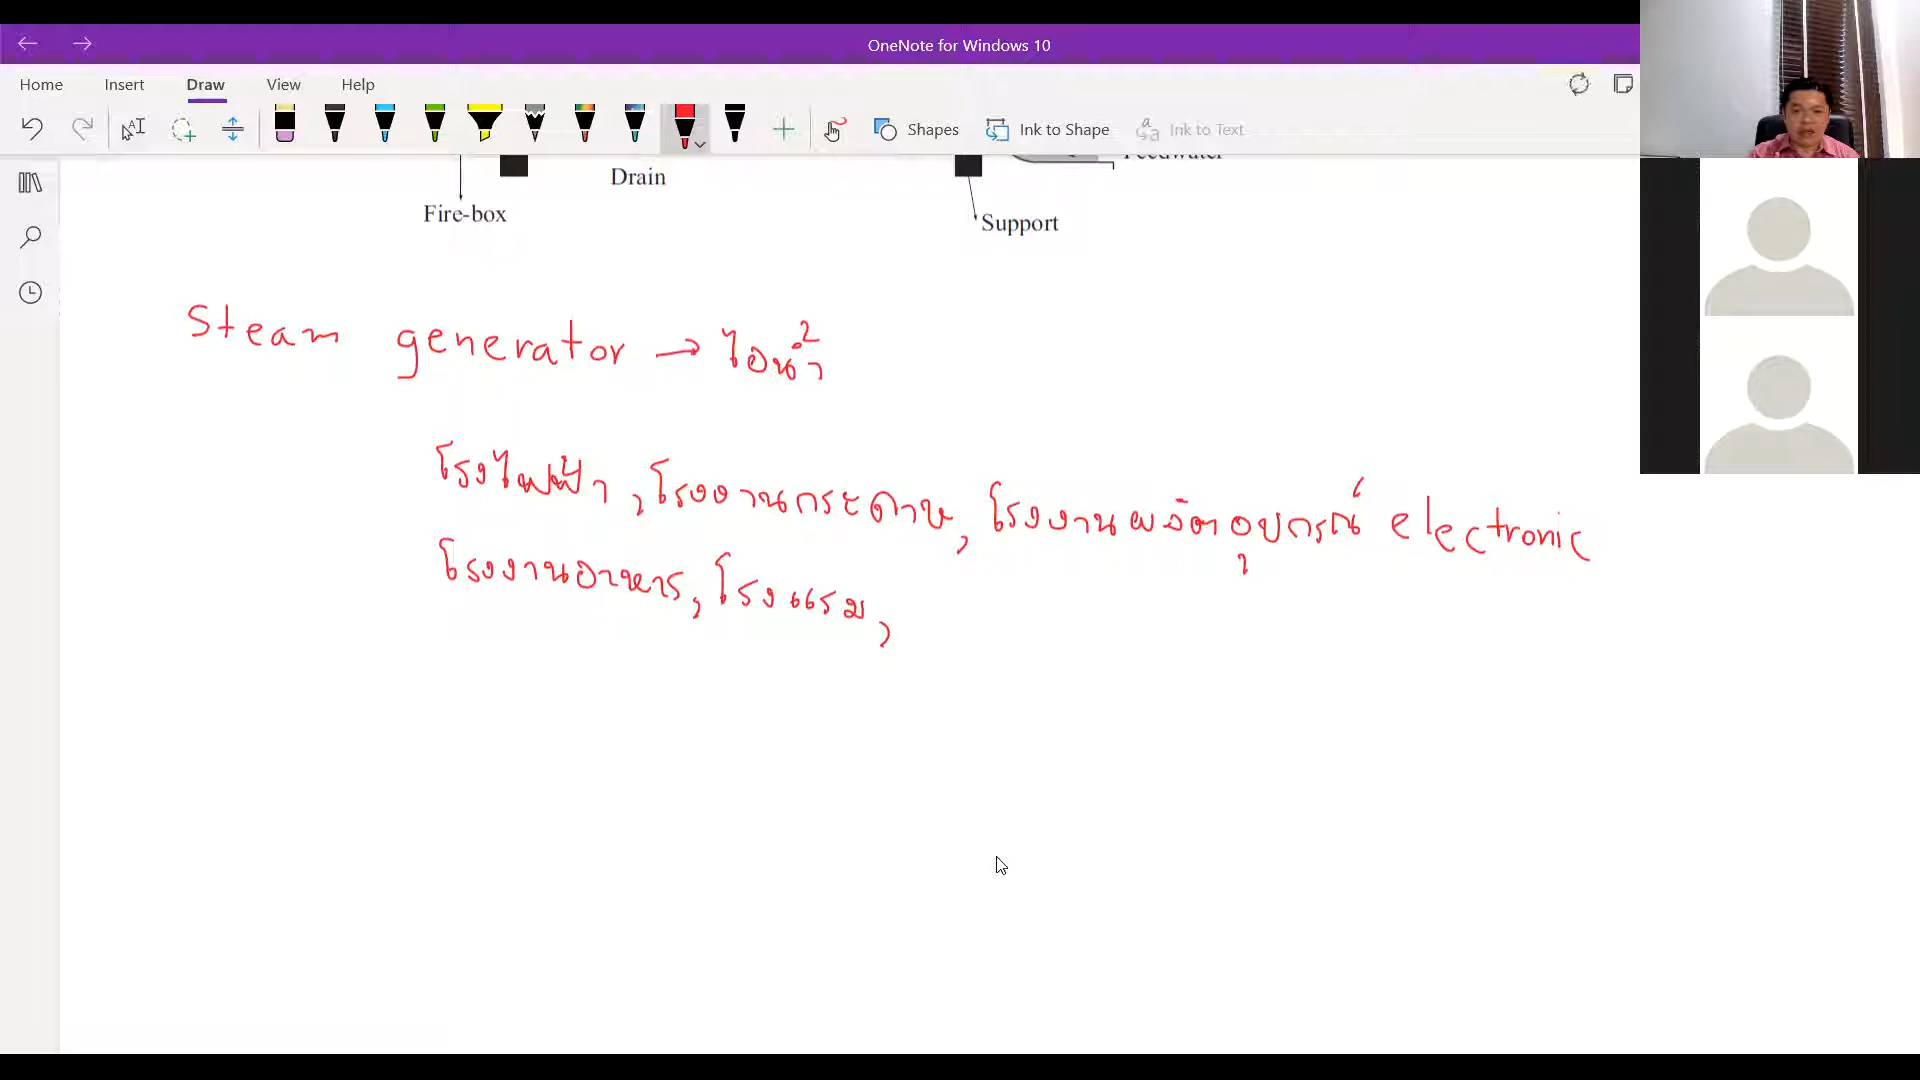 OneNote for Windows 10
Home Insert Draw View Help
Shapes Ink to Shape Ink to Text
Feedwater
Drain
Fire-box
Support
Steam generator → ไอน้ำ
โรงไฟฟ้า, โรงงานกระดาษ, โรงงานผลิตอุปกรณ์ electronic
โรงงานอาหาร, โรงแรม,